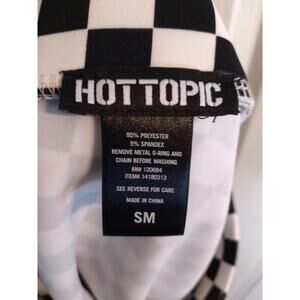 HOTTOPIC
95% POLYESTER
5% SPANDEX
REMOVE METAL O-RING AND
CHAIN BEFORE WASHING
RN# 120684
ITEM# 14180313
SEE REVERSE FOR CARE
MADE IN CHINA
SM